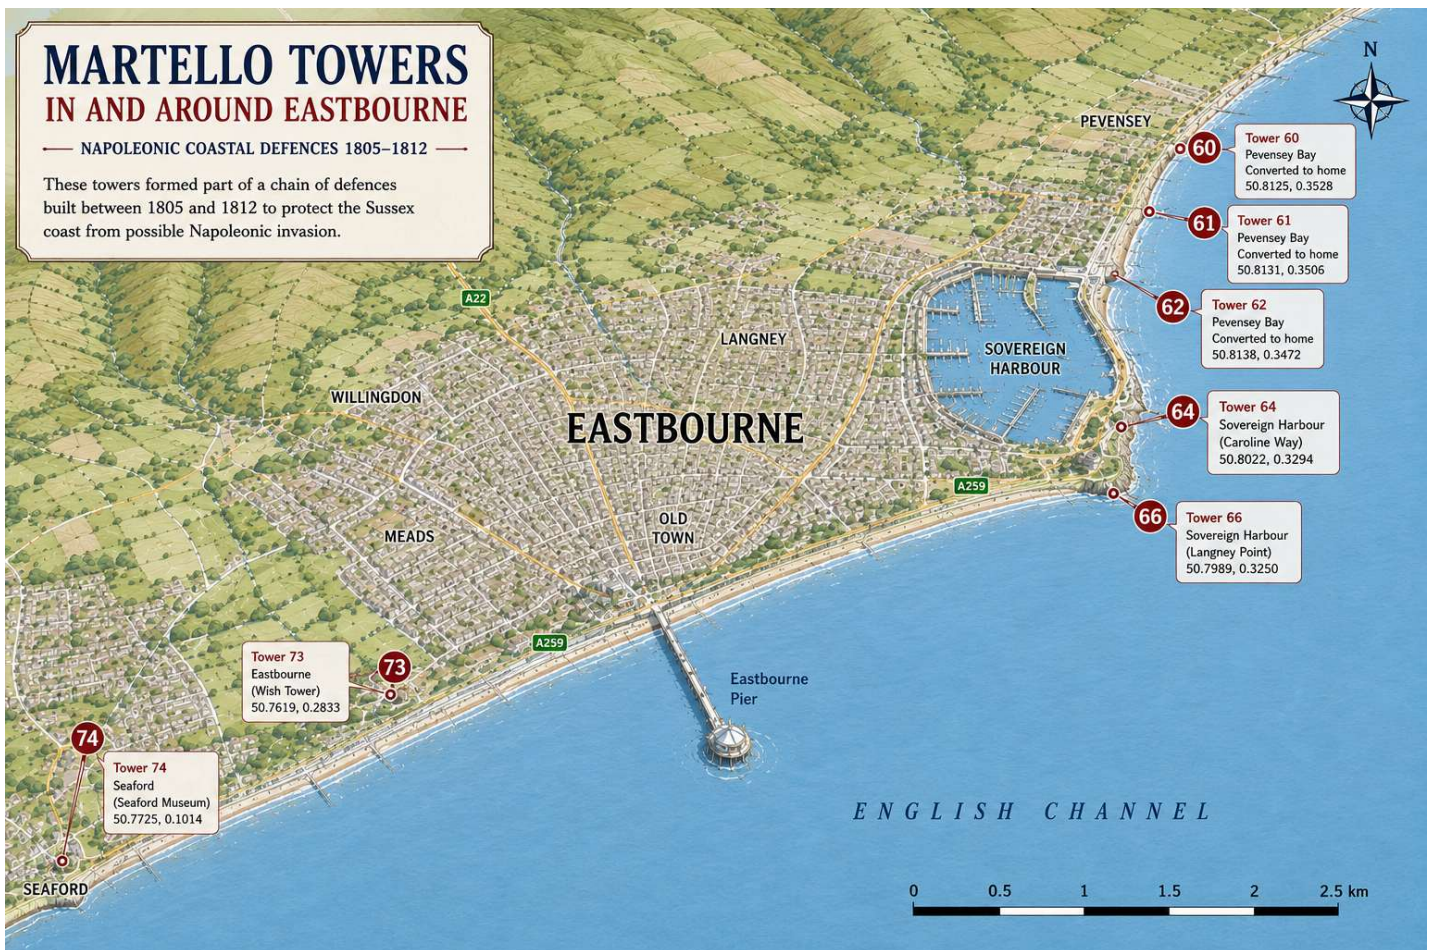 MARTELLO TOWERS
IN AND AROUND EASTBOURNE
NAPOLEONIC COASTAL DEFENCES 1805–1812
These towers formed part of a chain of defences
built between 1805 and 1812 to protect the Sussex
coast from possible Napoleonic invasion.
N
PEVENSEY
60
Tower 60
Pevensey Bay
Converted to home
50.8125, 0.3528
61
Tower 61
Pevensey Bay
Converted to home
50.8131, 0.3506
62
Tower 62
Pevensey Bay
Converted to home
50.8138, 0.3472
A22
LANGNEY
SOVEREIGN
HARBOUR
WILLINGDON
EASTBOURNE
64
Tower 64
Sovereign Harbour
(Caroline Way)
50.8022, 0.3294
A259
66
Tower 66
Sovereign Harbour
(Langney Point)
50.7989, 0.3250
OLD
TOWN
MEADS
A259
73
Tower 73
Eastbourne
(Wish Tower)
50.7619, 0.2833
Eastbourne
Pier
74
Tower 74
Seaford
(Seaford Museum)
50.7725, 0.1014
ENGLISH CHANNEL
SEAFORD
0 0.5 1 1.5 2 2.5 km